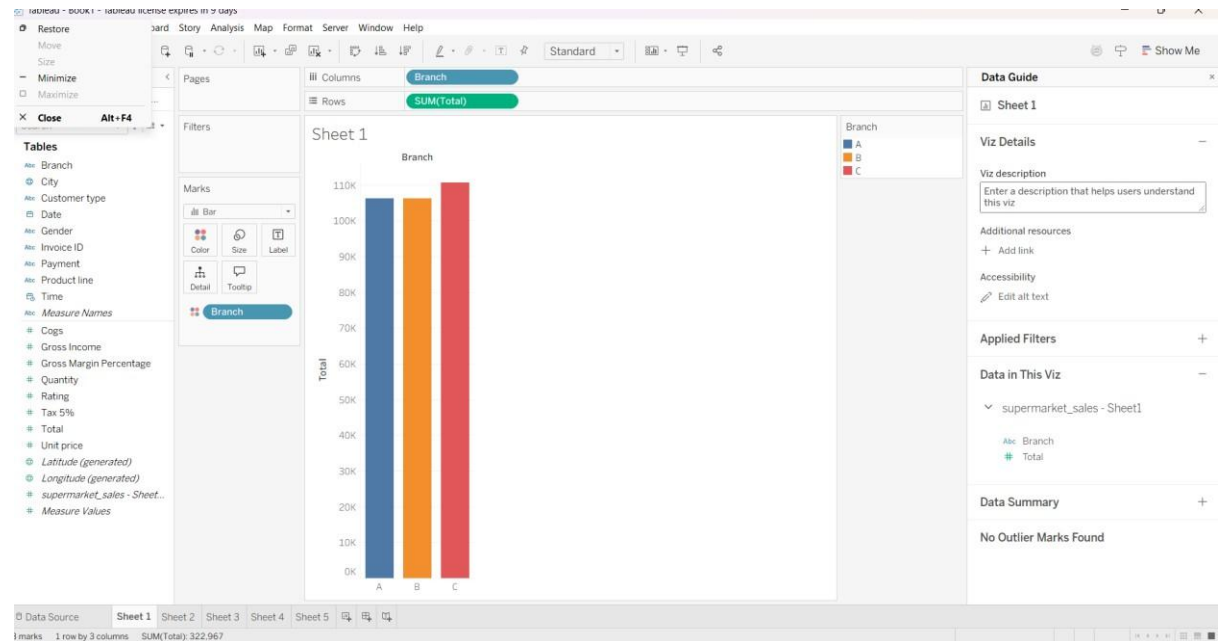 Tableau - Book1 - Tableau license expires in 9 days
Restore
Move
Size
Minimize
Maximize
Close Alt+F4
Story Analysis Map Format Server Window Help
Standard
Show Me
Tables
Branch
City
Customer type
Date
Gender
Invoice ID
Payment
Product line
Time
Measure Names
Cogs
Gross Income
Gross Margin Percentage
Quantity
Rating
Tax 5%
Total
Unit price
Latitude (generated)
Longitude (generated)
supermarket_sales - Sheet...
Measure Values
Pages
Filters
Marks
Bar
Color Size Label
Detail Tooltip
Branch
Columns Branch
Rows SUM(Total)
Sheet 1
Branch
110K
100K
90K
80K
70K
60K
50K
40K
30K
20K
10K
0K
Total
A B C
Branch
A
B
C
Data Guide
Sheet 1
Viz Details
Viz description
Enter a description that helps users understand
this viz
Additional resources
Add link
Accessibility
Edit alt text
Applied Filters
Data in This Viz
supermarket_sales - Sheet1
Abc Branch
# Total
Data Summary
No Outlier Marks Found
Data Source Sheet 1 Sheet 2 Sheet 3 Sheet 4 Sheet 5
marks 1 row by 3 columns SUM(Total): 322,967